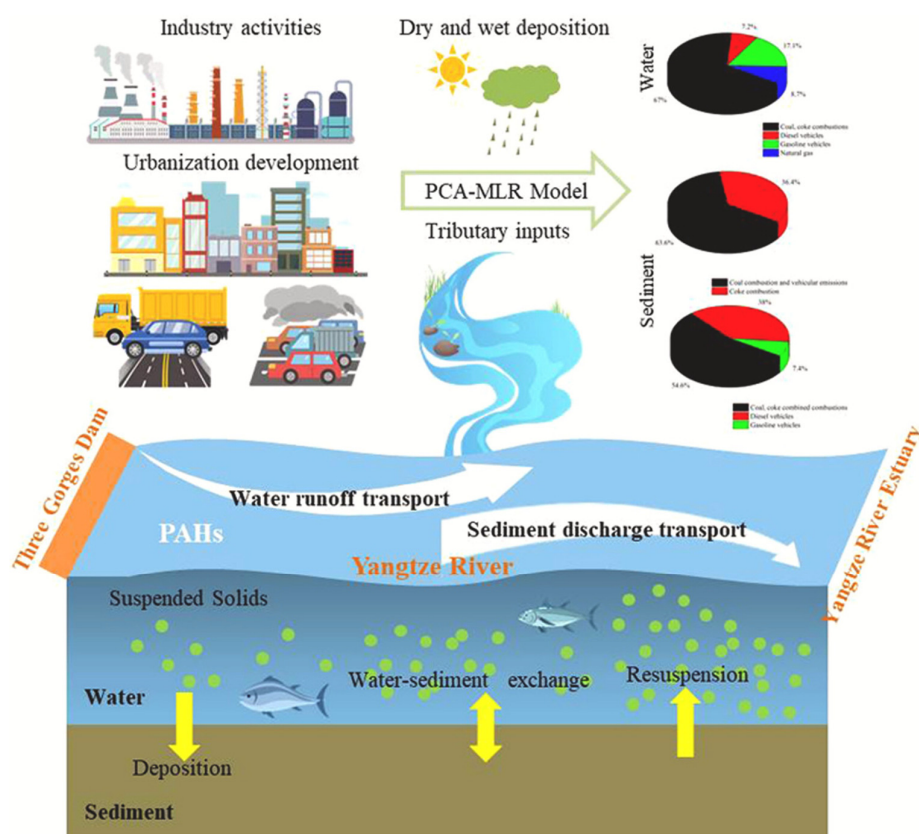 Industry activities
Dry and wet deposition
Urbanization development
PCA-MLR Model
Tributary inputs
Water
7.2%
17.1%
8.7%
67%
Coal, coke combustions
Diesel vehicles
Gasoline vehicles
Natural gas
Sediment
36.4%
63.6%
Coal combustion and vehicular emissions
Coke combustion
38%
7.4%
54.6%
Coal, coke combined combustions
Diesel vehicles
Gasoline vehicles
Three Gorges Dam
Water runoff transport
PAHs
Sediment discharge transport
Yangtze River
Yangtze River Estuary
Suspended Solids
Water-sediment exchange
Resuspension
Water
Deposition
Sediment